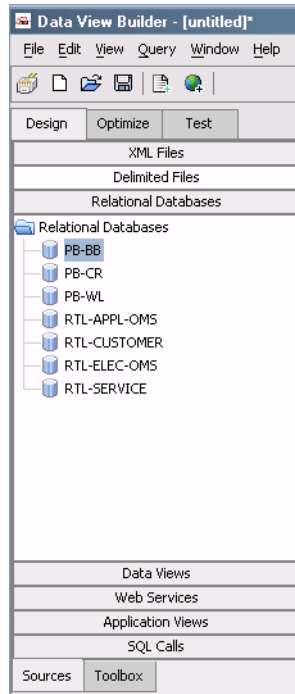 Data View Builder - [untitled]*
File Edit View Query Window Help
Design Optimize Test
XML Files
Delimited Files
Relational Databases
Relational Databases
PB-BB
PB-CR
PB-WL
RTL-APPL-OMS
RTL-CUSTOMER
RTL-ELEC-OMS
RTL-SERVICE
Data Views
Web Services
Application Views
SQL Calls
Sources Toolbox